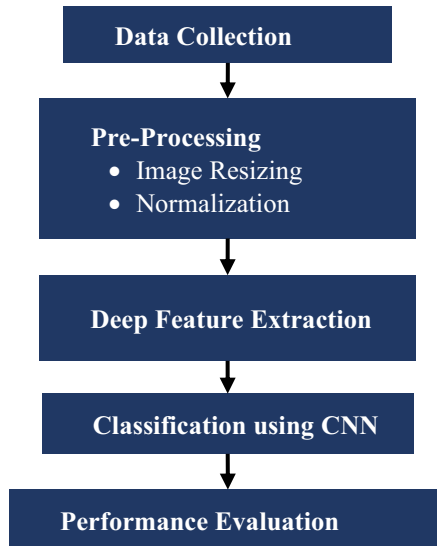 Data Collection
Pre-Processing
• Image Resizing
• Normalization
Deep Feature Extraction
Classification using CNN
Performance Evaluation